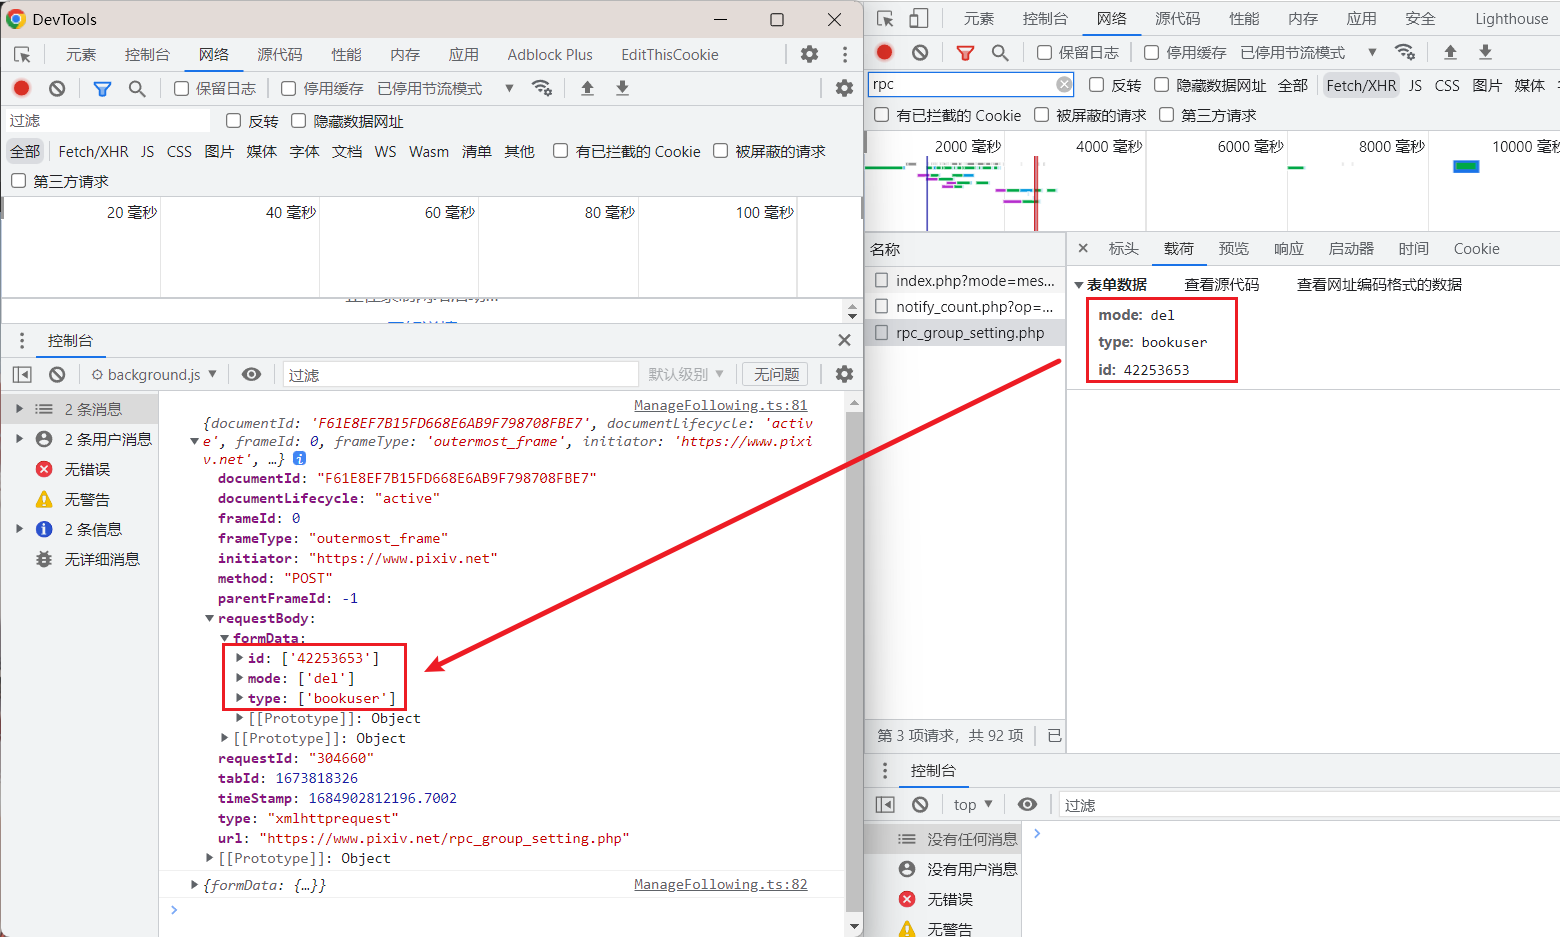 DevTools
元素 控制台 网络 源代码 性能 内存 应用 Adblock Plus EditThisCookie
保留日志 停用缓存 已停用节流模式
过滤 反转 隐藏数据网址
全部 Fetch/XHR JS CSS 图片 媒体 字体 文档 WS Wasm 清单 其他 有已拦截的 Cookie 被屏蔽的请求
第三方请求
20 毫秒 40 毫秒 60 毫秒 80 毫秒 100 毫秒
控制台
background.js 过滤 默认级别 无问题
2 条消息
2 条用户消息
无错误
无警告
2 条信息
无详细消息
ManageFollowing.ts:81
{documentId: 'F61E8EF7B15FD668E6AB9F798708FBE7', documentLifecycle: 'activ
e', frameId: 0, frameType: 'outermost_frame', initiator: 'https://www.pixi
v.net', …}
documentId: "F61E8EF7B15FD668E6AB9F798708FBE7"
documentLifecycle: "active"
frameId: 0
frameType: "outermost_frame"
initiator: "https://www.pixiv.net"
method: "POST"
parentFrameId: -1
requestBody:
formData:
id: ['42253653']
mode: ['del']
type: ['bookuser']
[[Prototype]]: Object
[[Prototype]]: Object
requestId: "304660"
tabId: 1673818326
timeStamp: 1684902812196.7002
type: "xmlhttprequest"
url: "https://www.pixiv.net/rpc_group_setting.php"
[[Prototype]]: Object
{formData: {…}} ManageFollowing.ts:82
元素 控制台 网络 源代码 性能 内存 应用 安全 Lighthouse
保留日志 停用缓存 已停用节流模式
rpc 反转 隐藏数据网址 全部 Fetch/XHR JS CSS 图片 媒体
有已拦截的 Cookie 被屏蔽的请求 第三方请求
2000 毫秒 4000 毫秒 6000 毫秒 8000 毫秒 10000 毫秒
名称
index.php?mode=mes...
notify_count.php?op=...
rpc_group_setting.php
第 3 项请求，共 92 项 已
标头 载荷 预览 响应 启动器 时间 Cookie
表单数据 查看源代码 查看网址编码格式的数据
mode: del
type: bookuser
id: 42253653
控制台
top 过滤
没有任何消息
没有用户消息
无错误
无警告